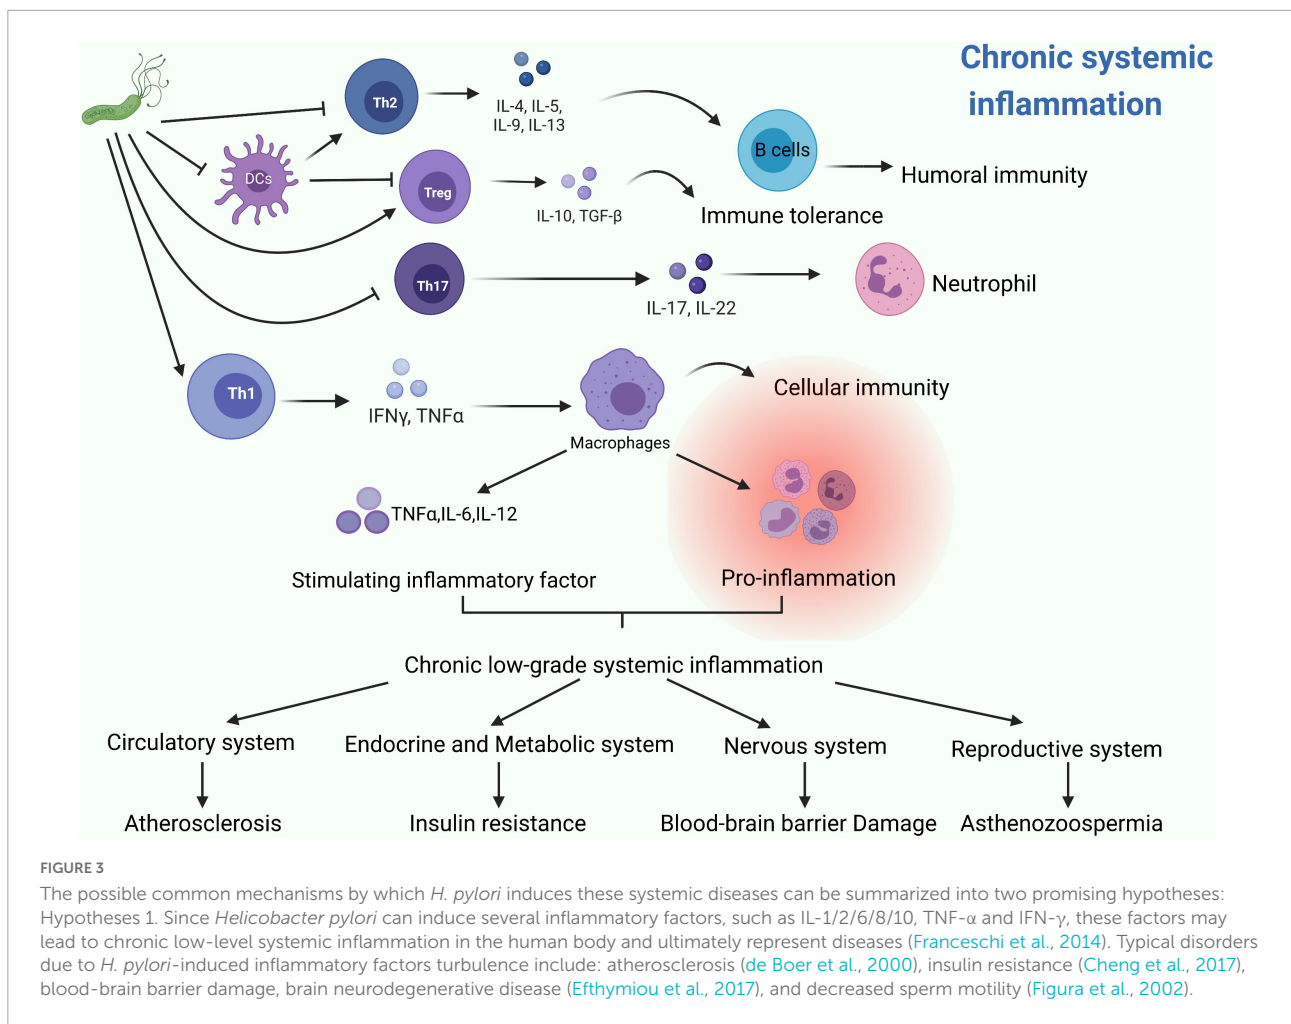 Chronic systemic
inflammation
Th2
IL-4, IL-5,
IL-9, IL-13
B cells
Humoral immunity
DCs
Treg
IL-10, TGF-β
Immune tolerance
Th17
IL-17, IL-22
Neutrophil
Th1
IFNγ, TNFα
Macrophages
Cellular immunity
TNFα,IL-6,IL-12
Stimulating inflammatory factor
Pro-inflammation
Chronic low-grade systemic inflammation
Circulatory system
Endocrine and Metabolic system
Nervous system
Reproductive system
Atherosclerosis
Insulin resistance
Blood-brain barrier Damage
Asthenozoospermia
FIGURE 3
The possible common mechanisms by which H. pylori induces these systemic diseases can be summarized into two promising hypotheses:
Hypotheses 1. Since Helicobacter pylori can induce several inflammatory factors, such as IL-1/2/6/8/10, TNF-α and IFN-γ, these factors may
lead to chronic low-level systemic inflammation in the human body and ultimately represent diseases (Franceschi et al., 2014). Typical disorders
due to H. pylori-induced inflammatory factors turbulence include: atherosclerosis (de Boer et al., 2000), insulin resistance (Cheng et al., 2017),
blood-brain barrier damage, brain neurodegenerative disease (Efthymiou et al., 2017), and decreased sperm motility (Figura et al., 2002).